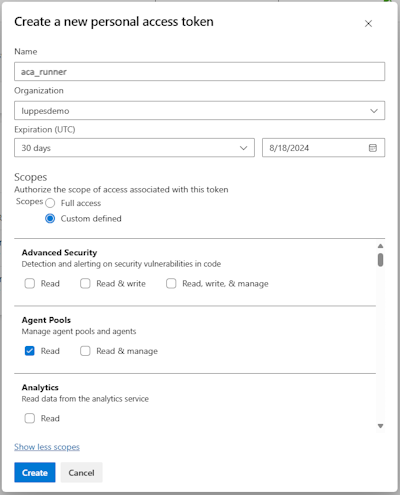 Create a new personal access token
Name
aca_runner
Organization
luppesdemo
Expiration (UTC)
30 days
8/18/2024
Scopes
Authorize the scope of access associated with this token
Scopes Full access
Custom defined
Advanced Security
Detection and alerting on security vulnerabilities in code
Read Read & write Read, write, & manage
Agent Pools
Manage agent pools and agents
Read Read & manage
Analytics
Read data from the analytics service
Read
Show less scopes
Create Cancel